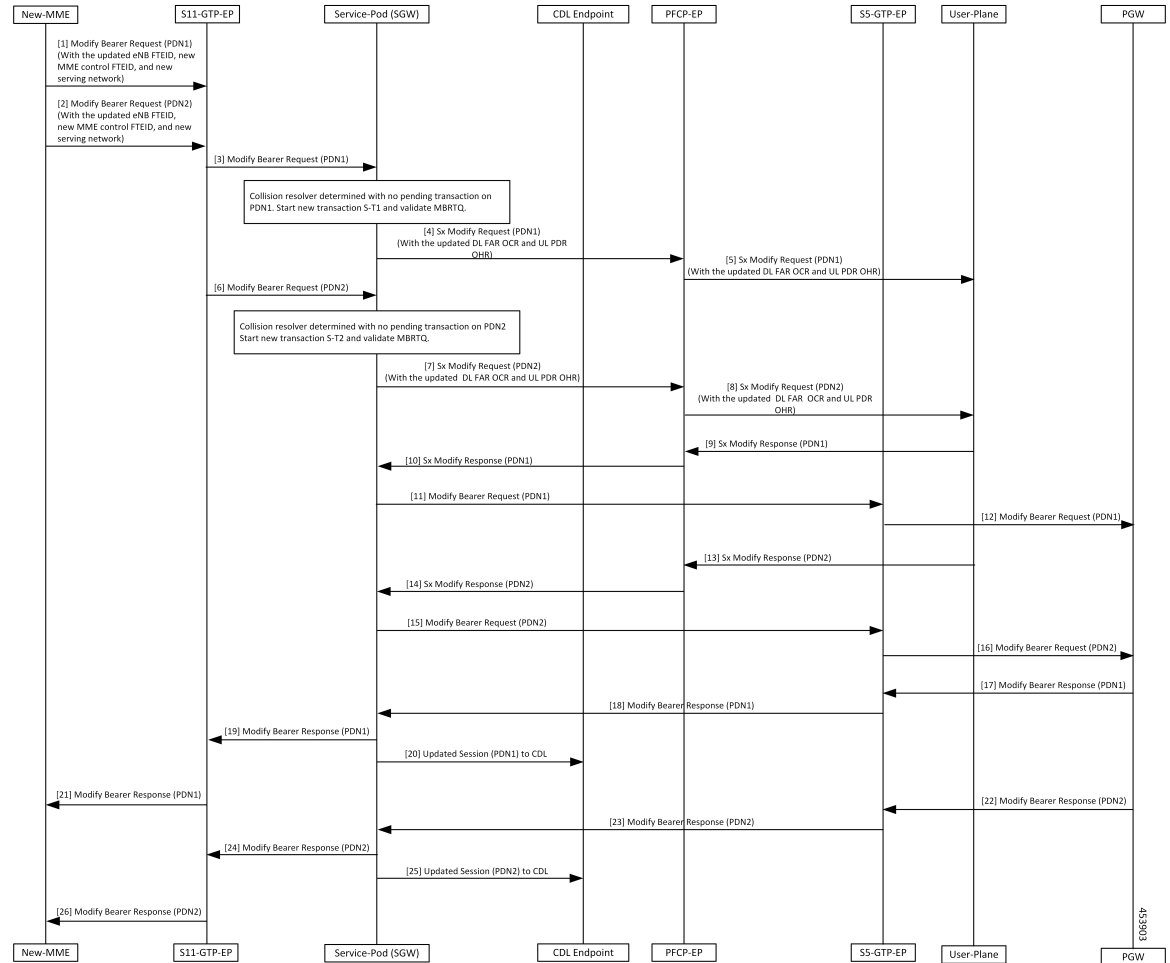 New-MME
S11-GTP-EP
Service-Pod (SGW)
CDL Endpoint
PFCP-EP
S5-GTP-EP
User-Plane
PGW
[1] Modify Bearer Request (PDN1)
(With the updated eNB FTEID, new
MME control FTEID, and new
serving network)
[2] Modify Bearer Request (PDN2)
(With the updated eNB FTEID,
new MME control FTEID, and new
serving network)
[3] Modify Bearer Request (PDN1)
Collision resolver determined with no pending transaction on
PDN1. Start new transaction S-T1 and validate MBRTQ.
[4] Sx Modify Request (PDN1)
(With the updated DL FAR OCR and UL PDR
OHR)
[5] Sx Modify Request (PDN1)
(With the updated DL FAR OCR and UL PDR OHR)
[6] Modify Bearer Request (PDN2)
Collision resolver determined with no pending transaction on PDN2
Start new transaction S-T2 and validate MBRTQ.
[7] Sx Modify Request (PDN2)
(With the updated DL FAR OCR and UL PDR OHR)
[8] Sx Modify Request (PDN2)
(With the updated DL FAR OCR and UL PDR
OHR)
[9] Sx Modify Response (PDN1)
[10] Sx Modify Response (PDN1)
[11] Modify Bearer Request (PDN1)
[12] Modify Bearer Request (PDN1)
[13] Sx Modify Response (PDN2)
[14] Sx Modify Response (PDN2)
[15] Modify Bearer Request (PDN2)
[16] Modify Bearer Request (PDN2)
[17] Modify Bearer Response (PDN1)
[18] Modify Bearer Response (PDN1)
[19] Modify Bearer Response (PDN1)
[20] Updated Session (PDN1) to CDL
[21] Modify Bearer Response (PDN1)
[22] Modify Bearer Response (PDN2)
[23] Modify Bearer Response (PDN2)
[24] Modify Bearer Response (PDN2)
[25] Updated Session (PDN2) to CDL
[26] Modify Bearer Response (PDN2)
453903
New-MME
S11-GTP-EP
Service-Pod (SGW)
CDL Endpoint
PFCP-EP
S5-GTP-EP
User-Plane
PGW